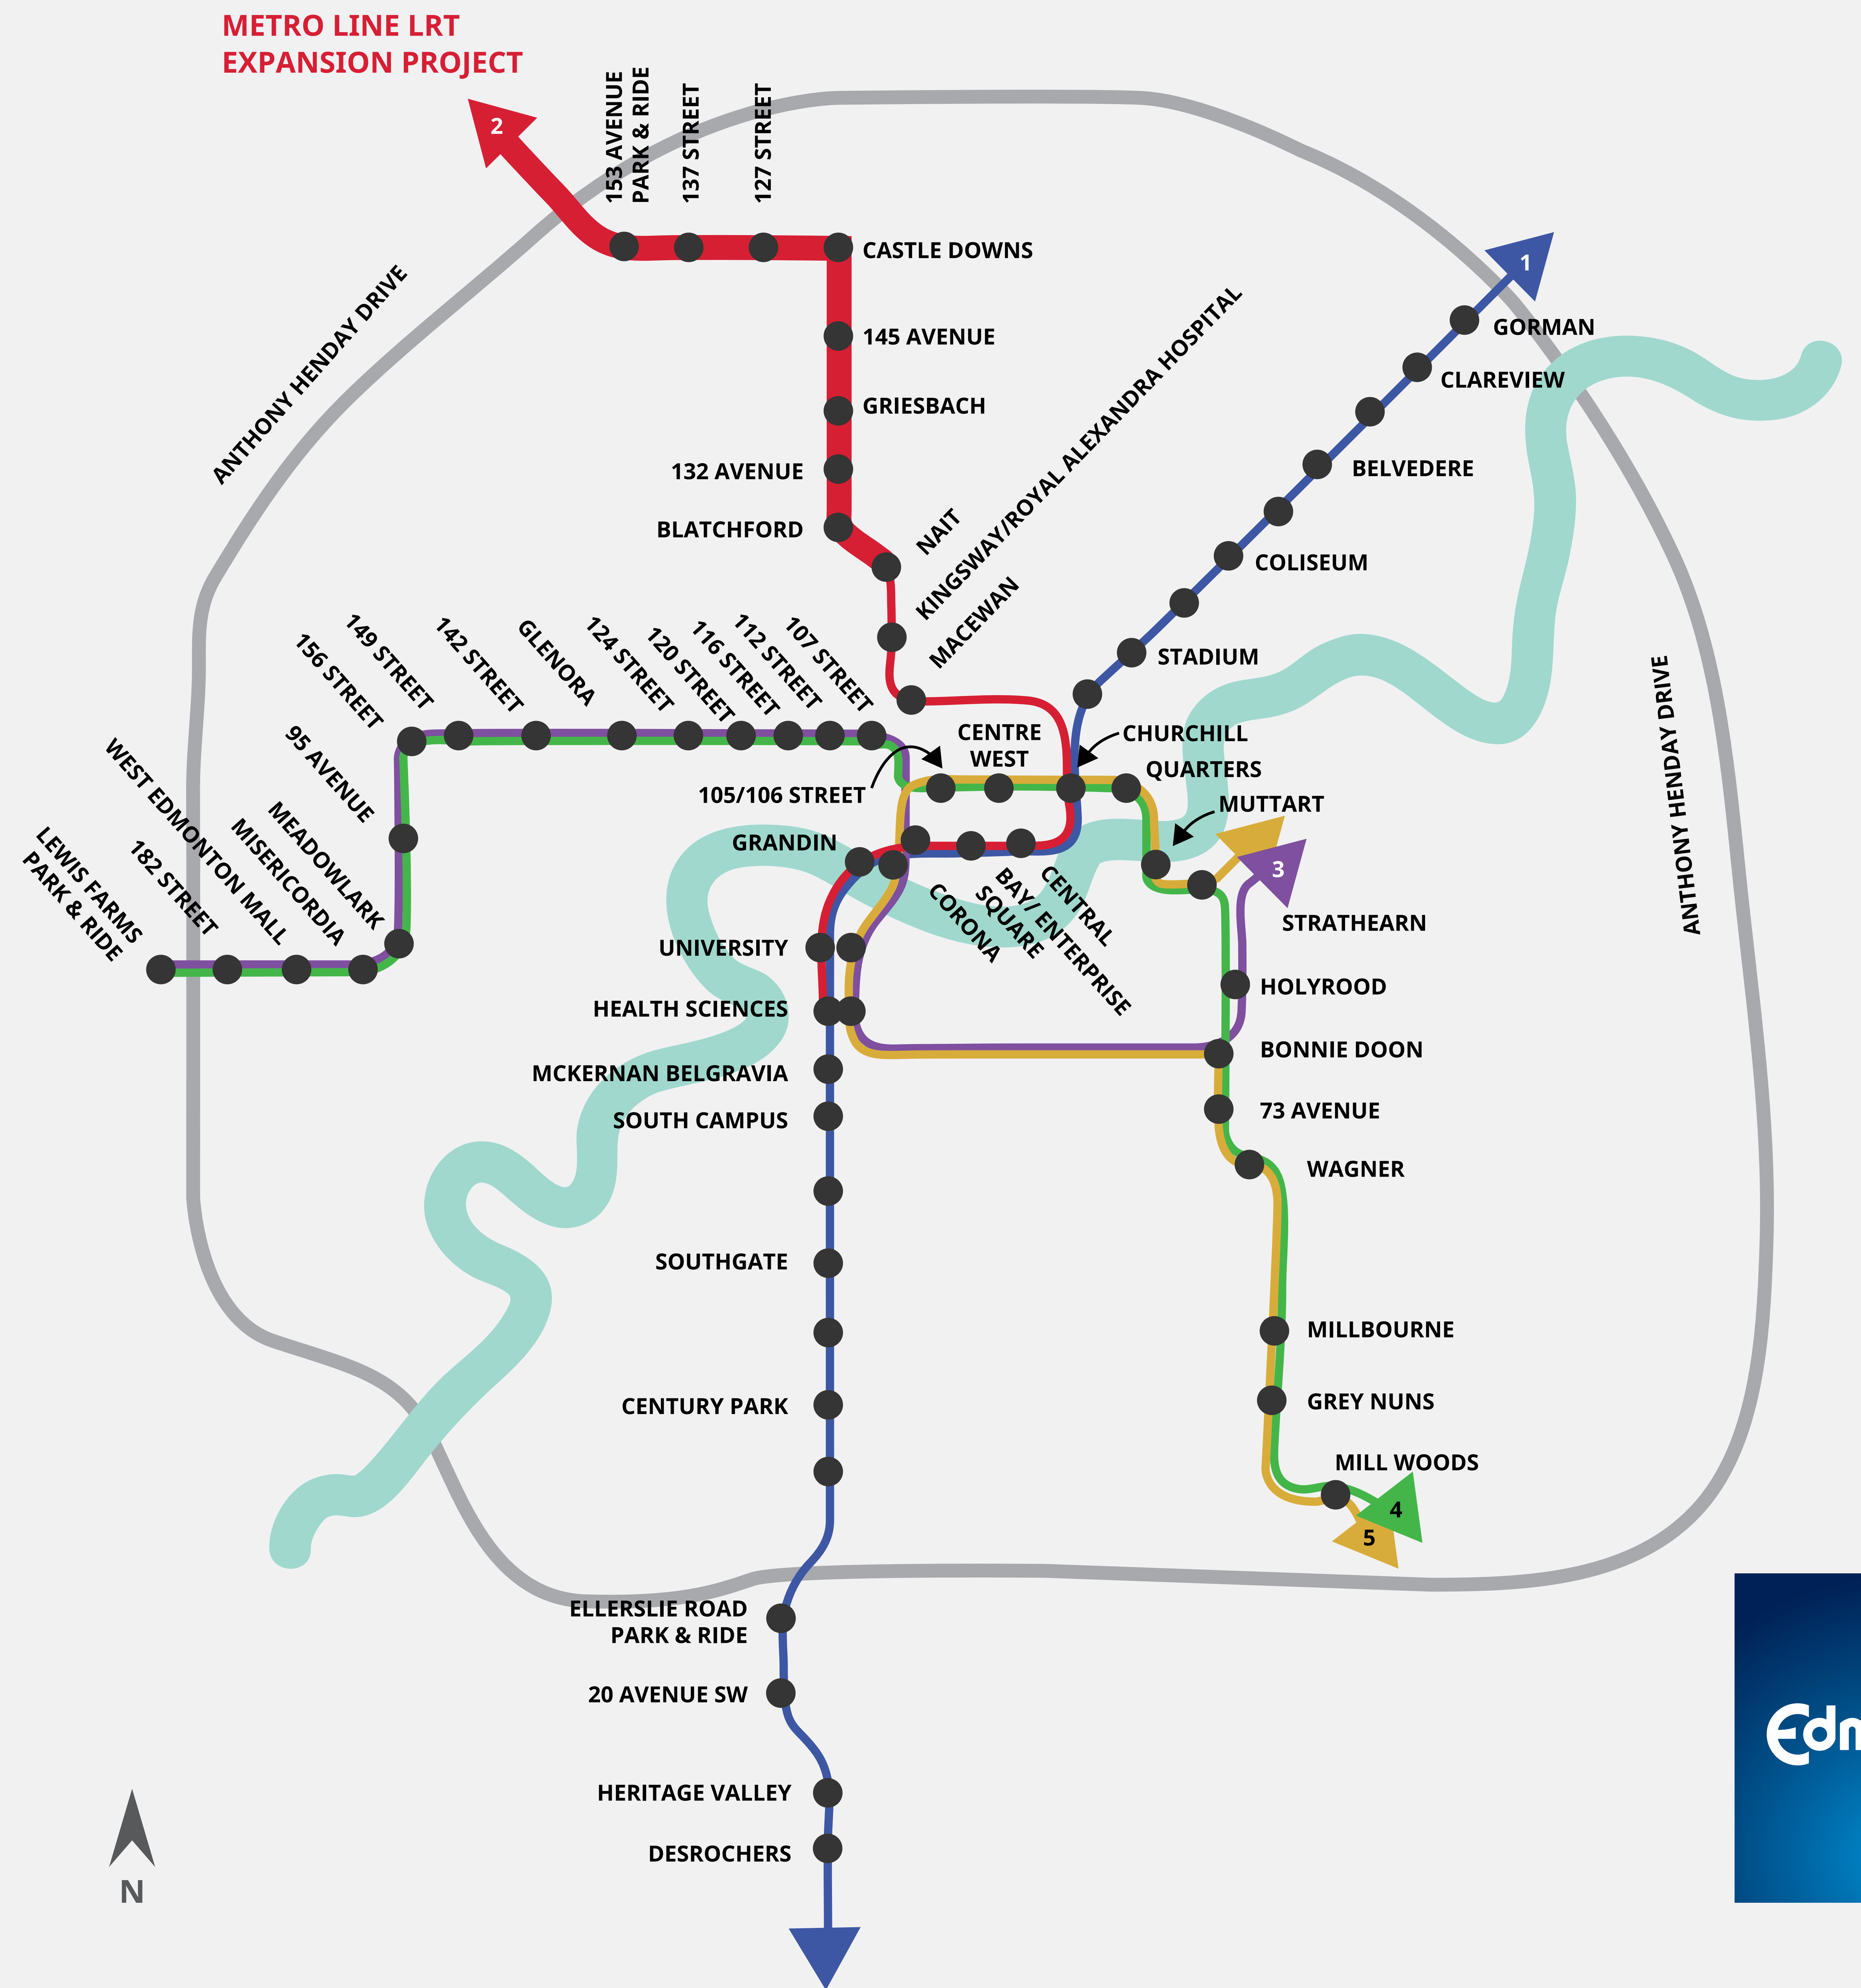 METRO LINE LRT
EXPANSION PROJECT
2
153 AVENUE
PARK & RIDE
137 STREET
127 STREET
CASTLE DOWNS
145 AVENUE
GRIESBACH
132 AVENUE
BLATCHFORD
NAIT
KINGSWAY/ROYAL ALEXANDRA HOSPITAL
MACEWAN
ANTHONY HENDAY DRIVE
1
GORMAN
CLAREVIEW
BELVEDERE
COLISEUM
STADIUM
CHURCHILL
QUARTERS
MUTTART
CENTRE
WEST
105/106 STREET
GRANDIN
107 STREET
112 STREET
116 STREET
120 STREET
124 STREET
GLENORA
142 STREET
149 STREET
156 STREET
95 AVENUE
MEADOWLARK
MISERICORDIA
WEST EDMONTON MALL
182 STREET
LEWIS FARMS
PARK & RIDE
CORONA
BAY/ ENTERPRISE
SQUARE
CENTRAL
3
STRATHEARN
ANTHONY HENDAY DRIVE
UNIVERSITY
HOLYROOD
HEALTH SCIENCES
BONNIE DOON
MCKERNAN BELGRAVIA
73 AVENUE
SOUTH CAMPUS
WAGNER
SOUTHGATE
MILLBOURNE
CENTURY PARK
GREY NUNS
MILL WOODS
4
5
ELLERSLIE ROAD
PARK & RIDE
20 AVENUE SW
HERITAGE VALLEY
DESROCHERS
N